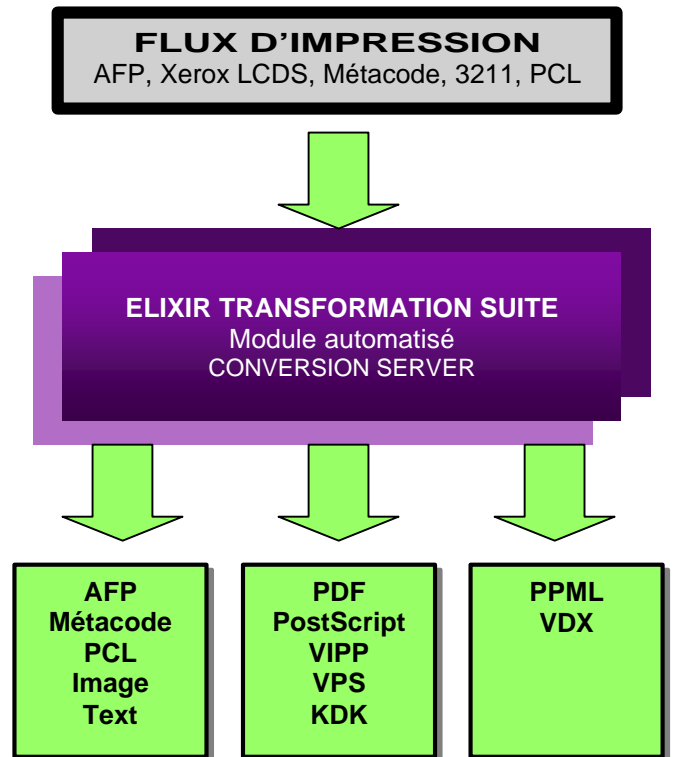 FLUX D’IMPRESSION
AFP, Xerox LCDS, Métacode, 3211, PCL
ELIXIR TRANSFORMATION SUITE
Module automatisé
CONVERSION SERVER
AFP
Métacode
PCL
Image
Text
PDF
PostScript
VIPP
VPS
KDK
PPML
VDX